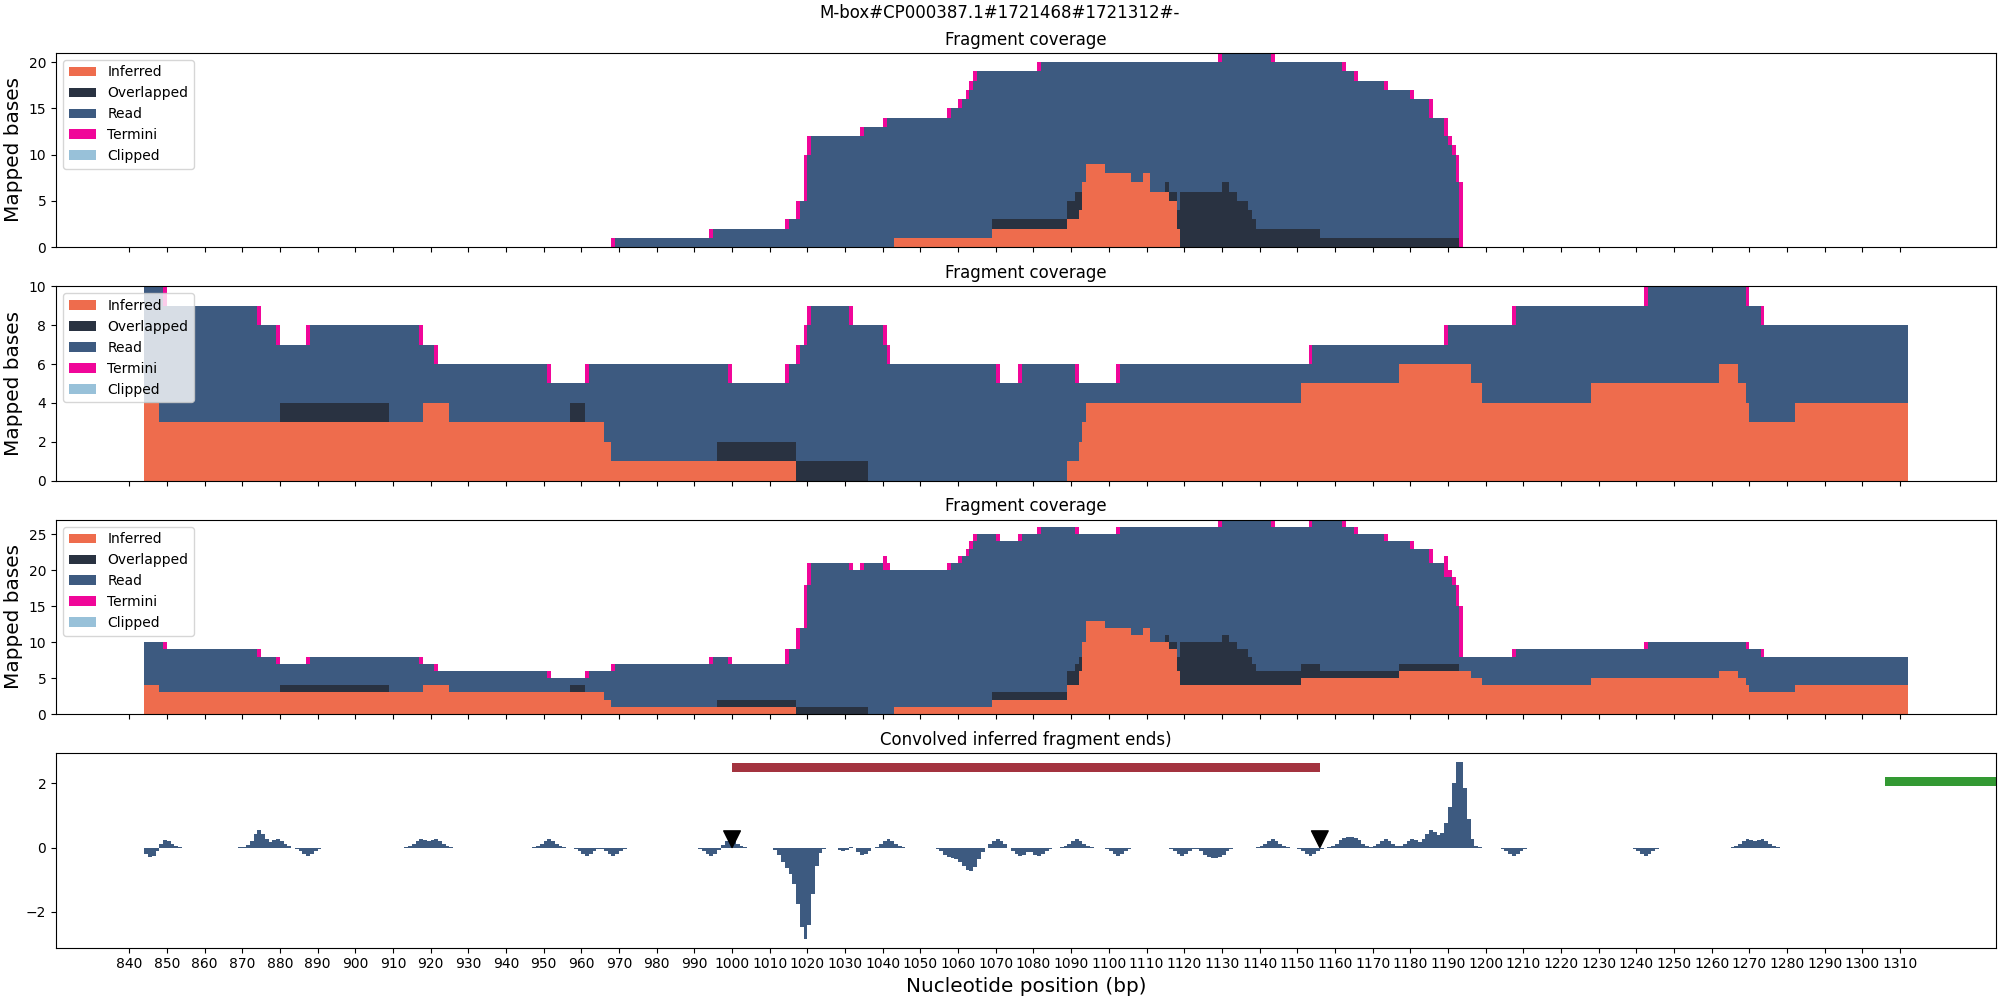 M-box#CP000387.1#1721468#1721312#-
Fragment coverage
Mapped bases
20
15
10
5
0
Inferred
Overlapped
Read
Termini
Clipped
Fragment coverage
Mapped bases
10
8
6
4
2
0
Inferred
Overlapped
Read
Termini
Clipped
Fragment coverage
Mapped bases
25
20
15
10
5
0
Inferred
Overlapped
Read
Termini
Clipped
Convolved inferred fragment ends)
2
0
−2
840 850 860 870 880 890 900 910 920 930 940 950 960 970 980 990 1000 1010 1020 1030 1040 1050 1060 1070 1080 1090 1100 1110 1120 1130 1140 1150 1160 1170 1180 1190 1200 1210 1220 1230 1240 1250 1260 1270 1280 1290 1300 1310
Nucleotide position (bp)